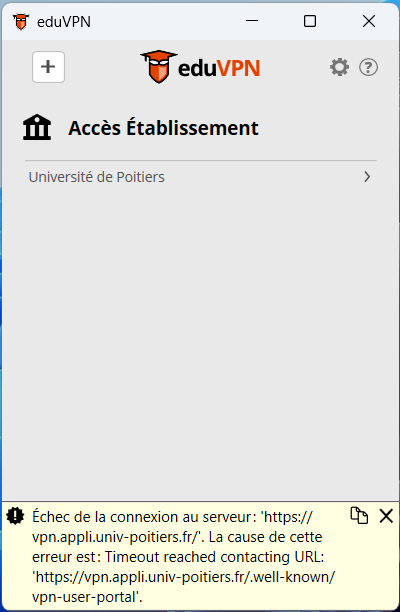 eduVPN
eduVPN
Accès Établissement
Université de Poitiers
Échec de la connexion au serveur : 'https://
vpn.appli.univ-poitiers.fr/'. La cause de cette
erreur est : Timeout reached contacting URL:
'https://vpn.appli.univ-poitiers.fr/.well-known/
vpn-user-portal'.